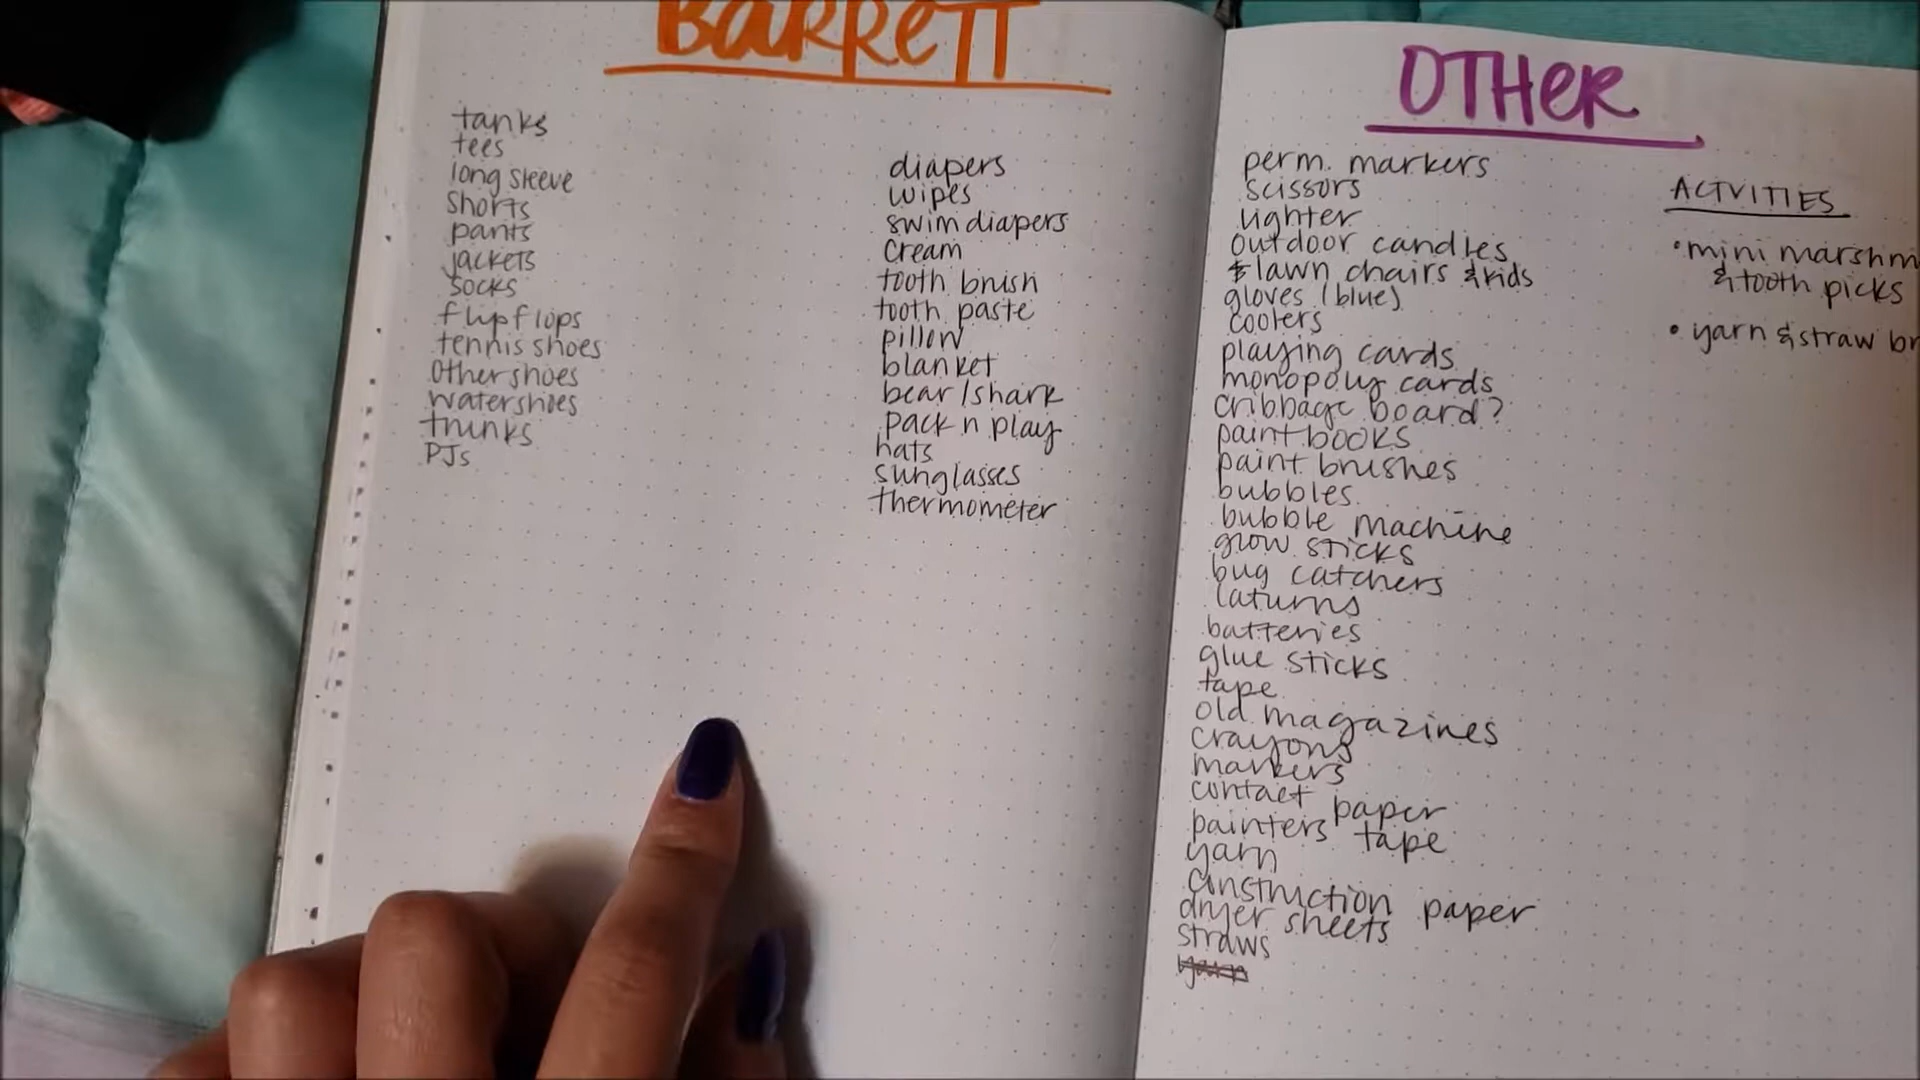 BARRETT
tanks
tees
long sleeve
shorts
pants
jackets
socks
flip flops
tennis shoes
other shoes
watershoes
trunks
PJs
diapers
wipes
swim diapers
cream
tooth brush
tooth paste
pillow
blanket
bear/shark
pack n play
hats
sunglasses
thermometer
OTHER
perm. markers
scissors
lighter
outdoor candles
lawn chairs & kids
gloves (blue)
coolers
playing cards
monopoly cards
cribbage board?
paint books
paint brushes
bubbles
bubble machine
glow sticks
bug catchers
laturns
batteries
glue sticks
tape
old magazines
crayons
markers
contact paper
painters tape
yarn
construction paper
dryer sheets
straws
yarn
ACTVITIES
• mini marshm
& tooth picks
• yarn & straw br